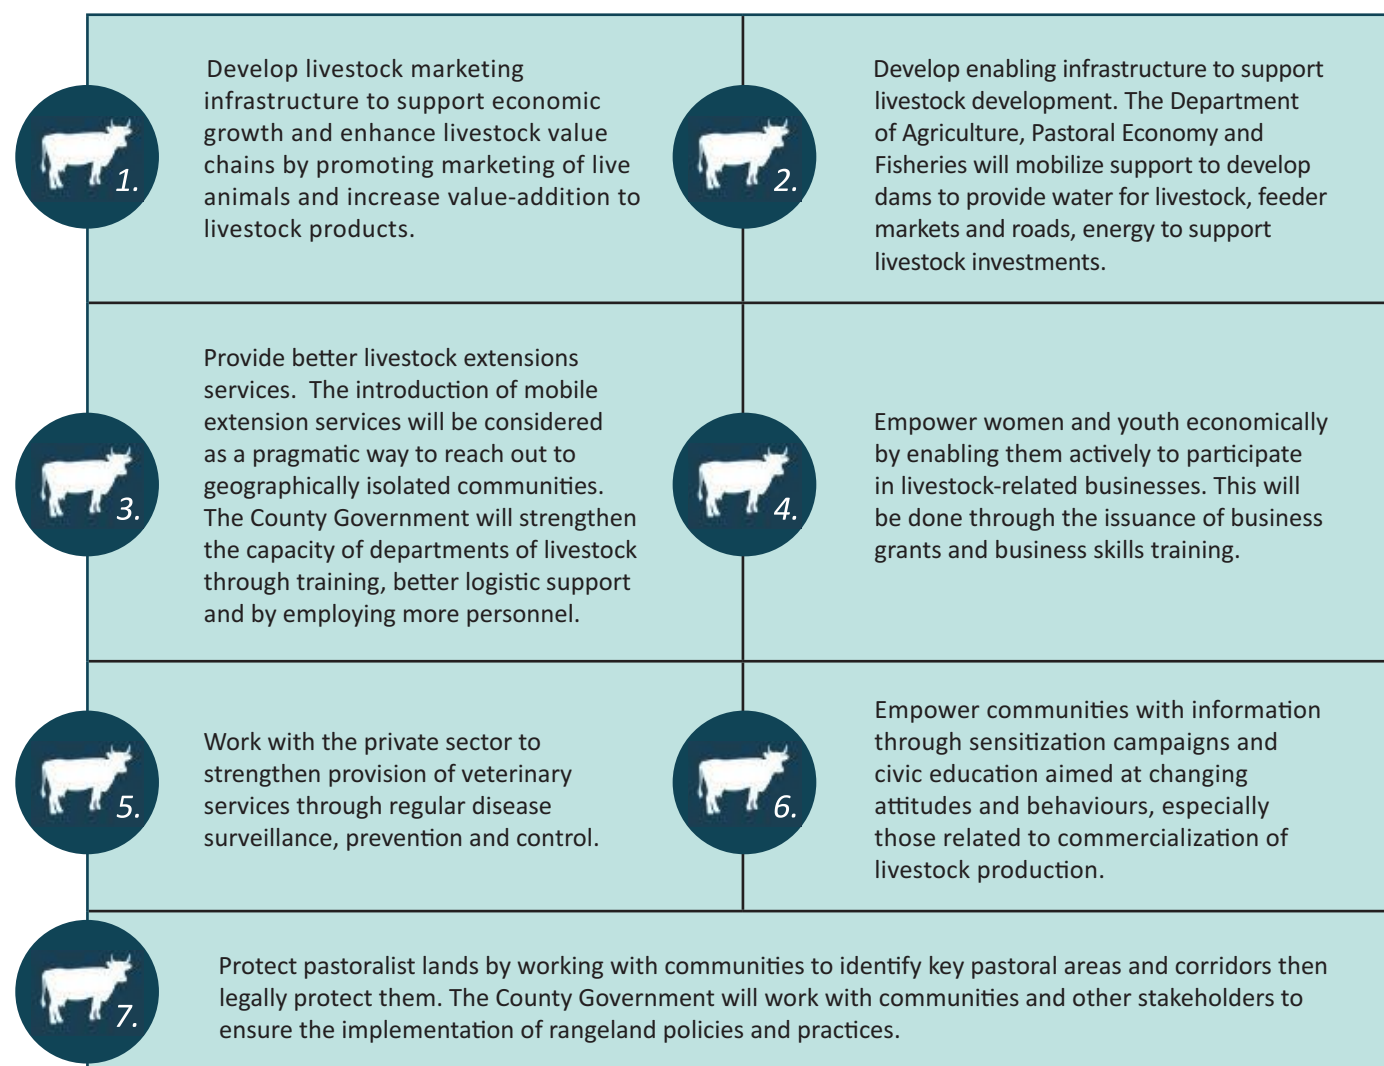 1.
Develop livestock marketing
infrastructure to support economic
growth and enhance livestock value
chains by promoting marketing of live
animals and increase value-addition to
livestock products.
2.
Develop enabling infrastructure to support
livestock development. The Department
of Agriculture, Pastoral Economy and
Fisheries will mobilize support to develop
dams to provide water for livestock, feeder
markets and roads, energy to support
livestock investments.
3.
Provide better livestock extensions
services.  The introduction of mobile
extension services will be considered
as a pragmatic way to reach out to
geographically isolated communities.
The County Government will strengthen
the capacity of departments of livestock
through training, better logistic support
and by employing more personnel.
4.
Empower women and youth economically
by enabling them actively to participate
in livestock-related businesses. This will
be done through the issuance of business
grants and business skills training.
5.
Work with the private sector to
strengthen provision of veterinary
services through regular disease
surveillance, prevention and control.
6.
Empower communities with information
through sensitization campaigns and
civic education aimed at changing
attitudes and behaviours, especially
those related to commercialization of
livestock production.
7.
Protect pastoralist lands by working with communities to identify key pastoral areas and corridors then
legally protect them. The County Government will work with communities and other stakeholders to
ensure the implementation of rangeland policies and practices.